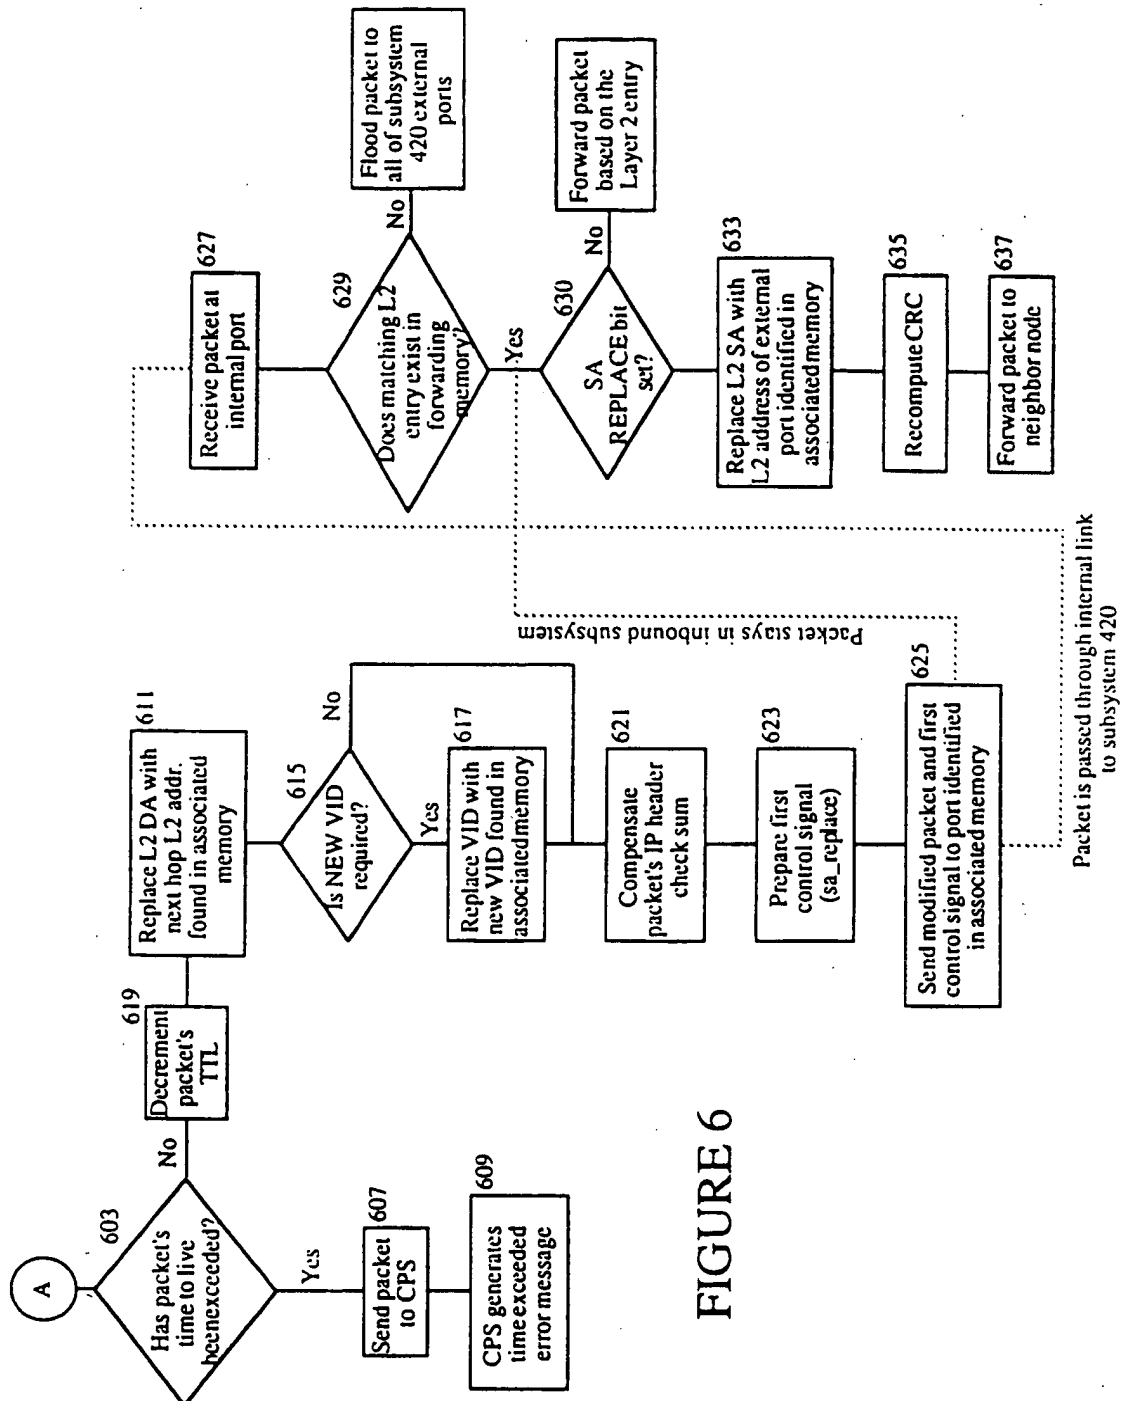 A
603
Has packet's
time to live
beenexceeded?
No
Yes
607
Send packet
to CPS
609
CPS generates
time exceeded
error message
619
Decrement
packet's
TTL
611
Replace L2 DA with
next hop L2 addr.
found in associated
memory
615
Is NEW VID
required?
No
Yes
617
Replace VID with
new VID found in
associated memory
621
Compensate
packet's IP header
check sum
623
Prepare first
control signal
(sa_replace)
625
Send modified packet and first
control signal to port identified
in associated memory
Packet stays in inbound subsystem
Packet is passed through internal link
to subsystem 420
627
Receive packet at
internal port
629
Does matching L2
entry exist in
forwarding
memory?
No
Flood packet to
all of subsystem
420 external
ports
Yes
630
SA
REPLACE bit
set?
No
Forward packet
based on the
Layer 2 entry
633
Replace L2 SA with
L2 address of external
port identified in
associated memory
635
Recompute CRC
637
Forward packet to
neighbor node
FIGURE 6